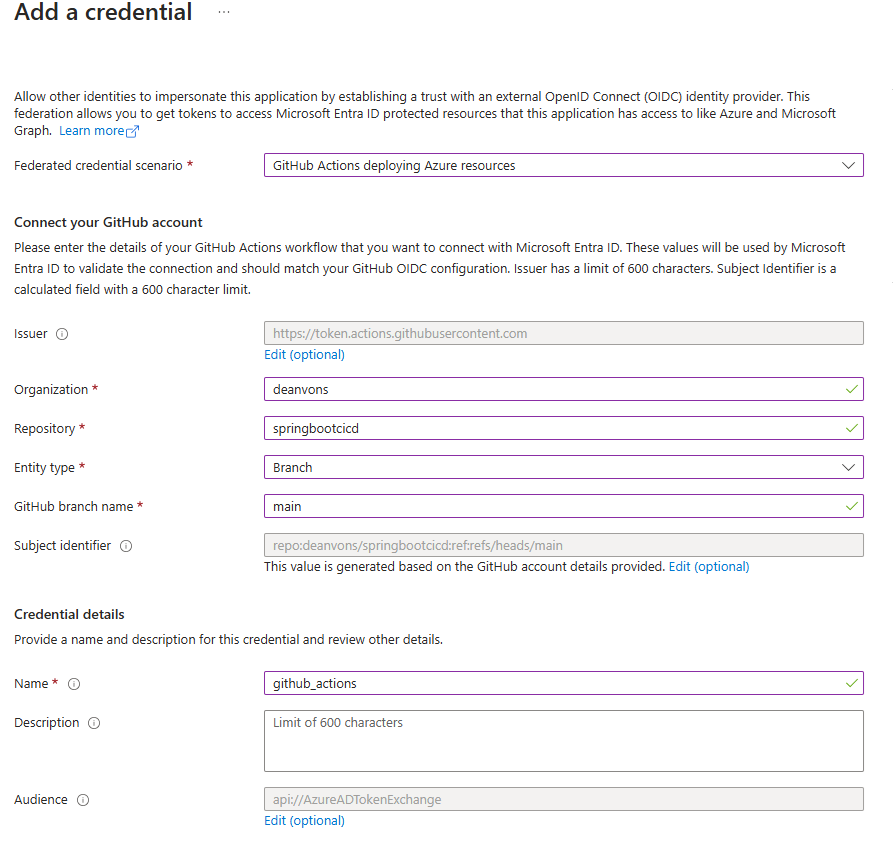 Add a credential ...
Allow other identities to impersonate this application by establishing a trust with an external OpenID Connect (OIDC) identity provider. This
federation allows you to get tokens to access Microsoft Entra ID protected resources that this application has access to like Azure and Microsoft
Graph. Learn more
Federated credential scenario * GitHub Actions deploying Azure resources
Connect your GitHub account
Please enter the details of your GitHub Actions workflow that you want to connect with Microsoft Entra ID. These values will be used by Microsoft
Entra ID to validate the connection and should match your GitHub OIDC configuration. Issuer has a limit of 600 characters. Subject Identifier is a
calculated field with a 600 character limit.
Issuer https://token.actions.githubusercontent.com
Edit (optional)
Organization * deanvons
Repository * springbootcicd
Entity type * Branch
GitHub branch name * main
Subject identifier repo:deanvons/springbootcicd:ref:refs/heads/main
This value is generated based on the GitHub account details provided. Edit (optional)
Credential details
Provide a name and description for this credential and review other details.
Name * github_actions
Description Limit of 600 characters
Audience api://AzureADTokenExchange
Edit (optional)